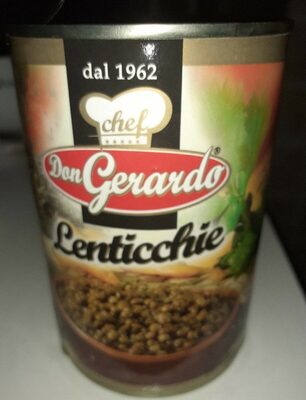 dal 1962
chef
Don Gerardo®
Lenticchie